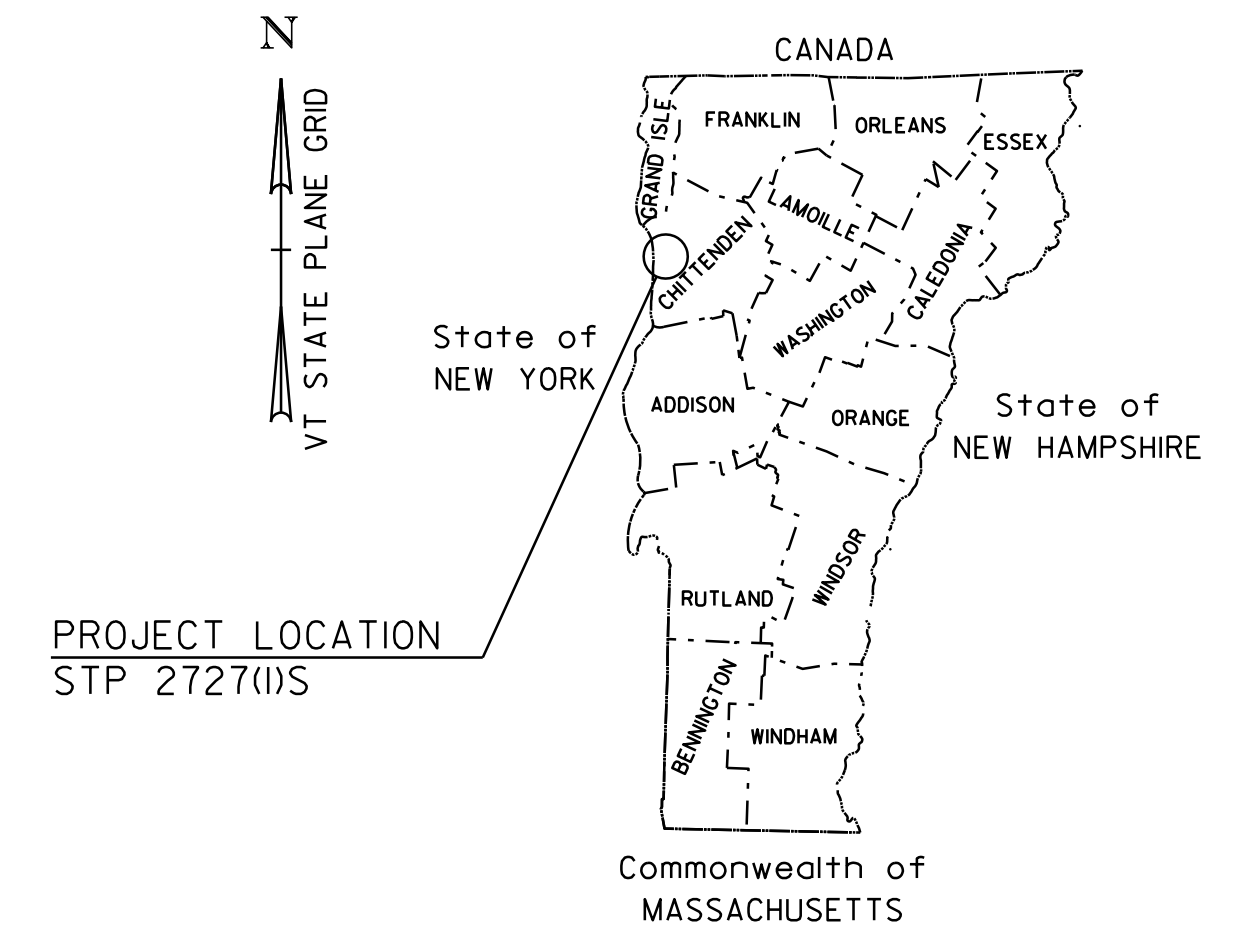 N
VT STATE PLANE GRID
CANADA
GRAND ISLE
FRANKLIN
ORLEANS
ESSEX
LAMOILLE
CHITTENDEN
CALEDONIA
WASHINGTON
State of
NEW YORK
ADDISON
ORANGE
State of
NEW HAMPSHIRE
WINDSOR
RUTLAND
PROJECT LOCATION
STP 2727(1)S
BENNINGTON
WINDHAM
Commonwealth of
MASSACHUSETTS